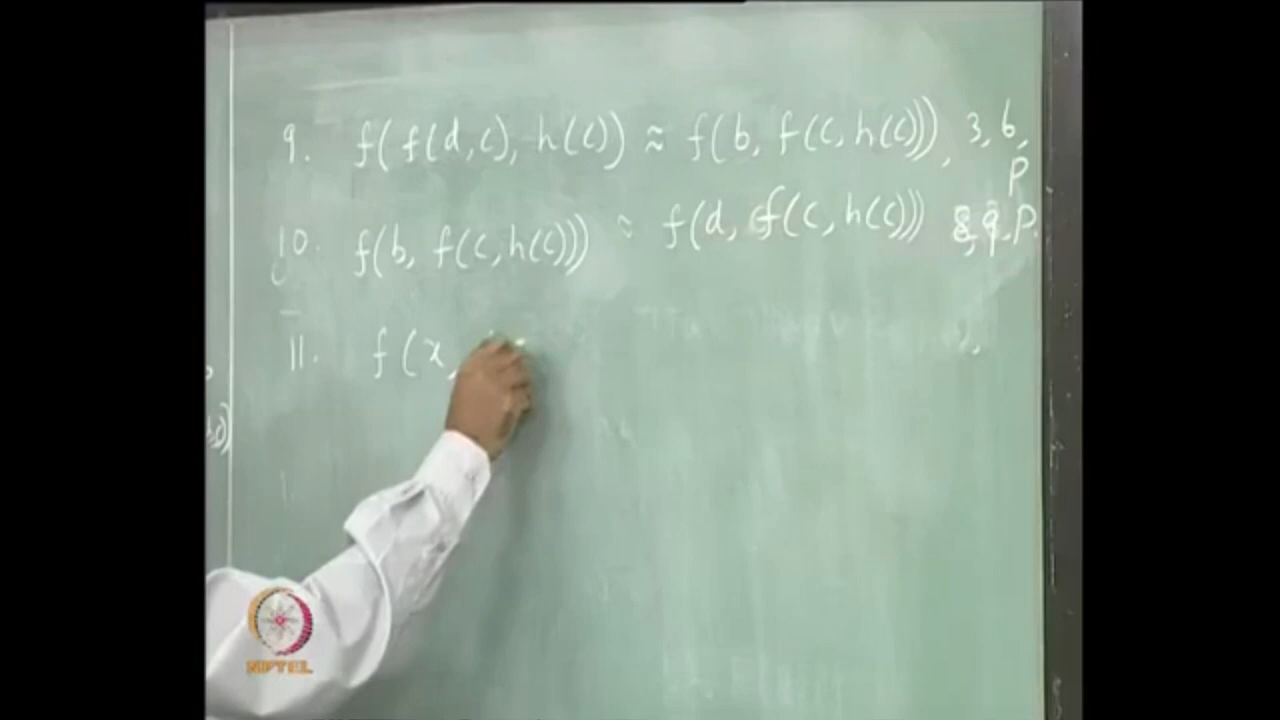 9. f(f(d,c), h(c)) ≈ f(b, f(c,h(c))), 3, 6,
P
10. f(b, f(c,h(c))) ≈ f(d, f(c, h(c))) 8, 9, P.
11. f(x,
NPTEL